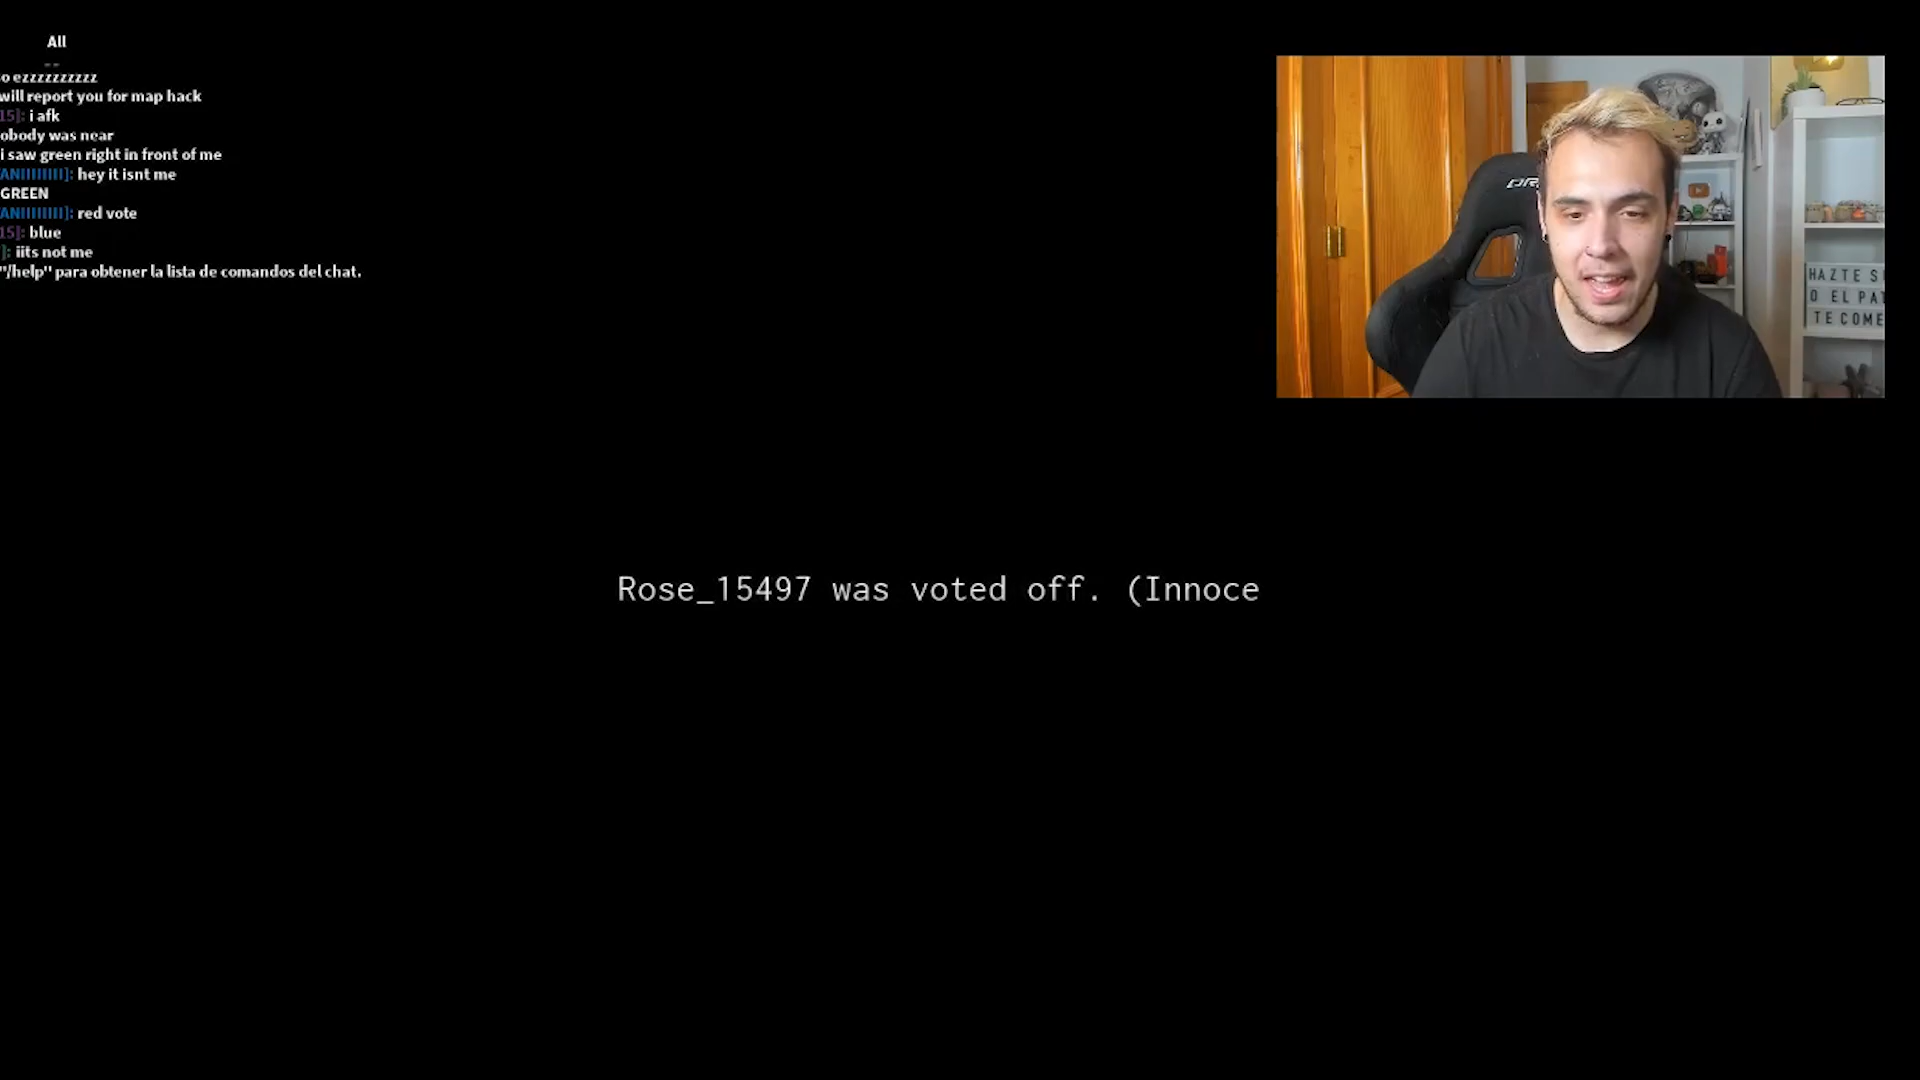 All
o ezzzzzzzzzz
will report you for map hack
15]: i afk
obody was near
i saw green right in front of me
ANIIIIIIII]: hey it isnt me
GREEN
ANIIIIIIII]: red vote
15]: blue
]: iits not me
"/help" para obtener la lista de comandos del chat.
HAZTE S
O EL PA
TE COME
Rose_15497 was voted off. (Innoce